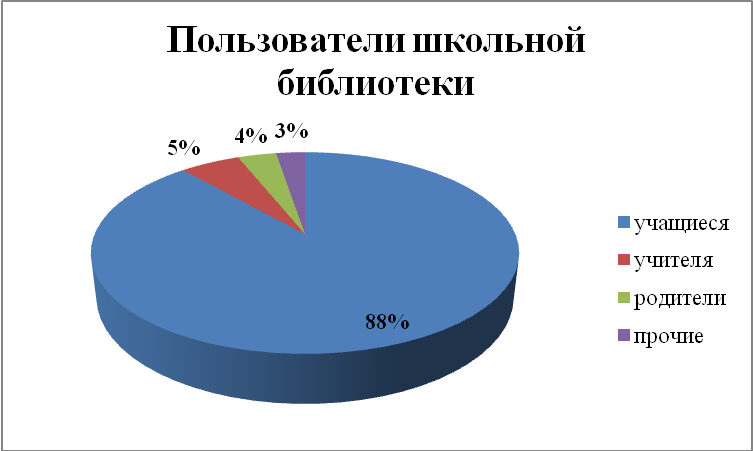 Пользователи школьной
библиотеки
5%
4%
3%
88%
учащиеся
учителя
родители
прочие